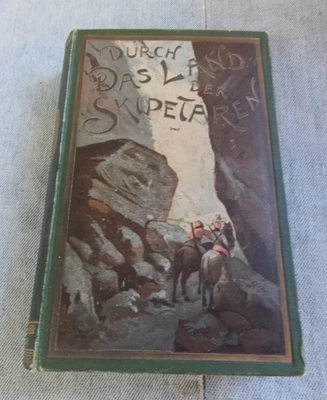 DURCH
DAS LAND
DER
SKIPETAREN